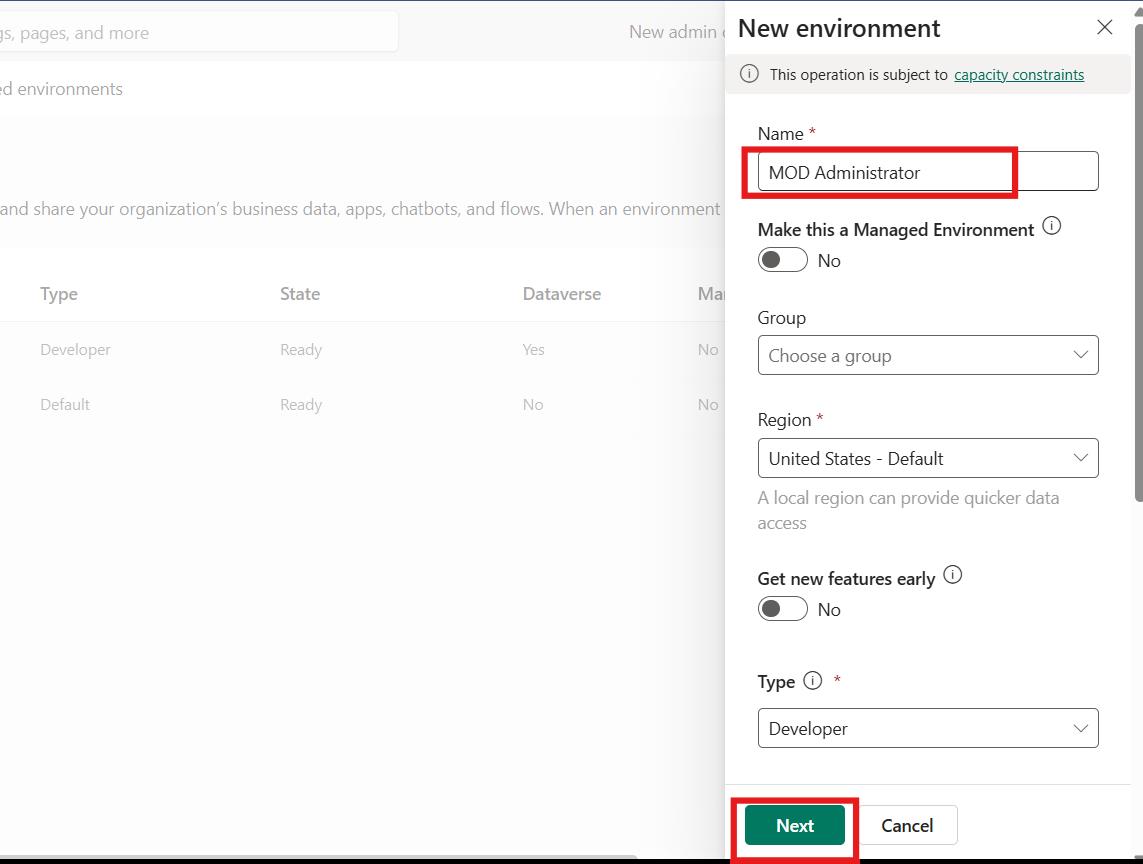 gs, pages, and more
New admin
ed environments
and share your organization's business data, apps, chatbots, and flows. When an environment
Type State Dataverse Ma
Developer Ready Yes No
Default Ready No No
New environment
This operation is subject to capacity constraints
Name *
MOD Administrator
Make this a Managed Environment
No
Group
Choose a group
Region *
United States - Default
A local region can provide quicker data
access
Get new features early
No
Type *
Developer
Next Cancel